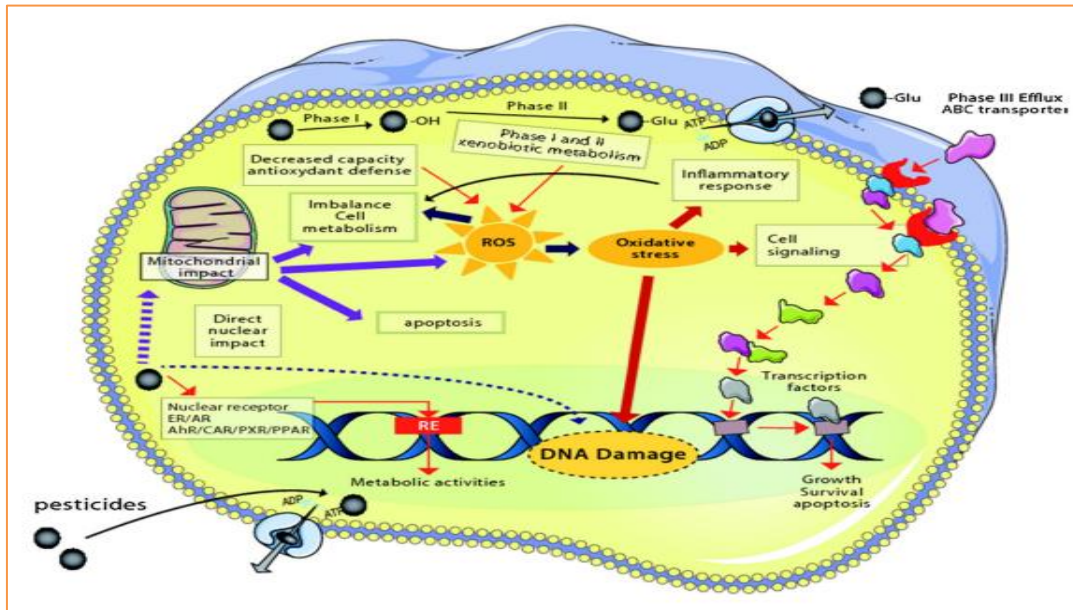 -Glu
Phase III Efflux
ABC transporter
Phase I
-OH
Phase II
-Glu
ATP
ADP
Phase I and II
xenobiotic metabolism
Decreased capacity
antioxydant defense
Inflammatory
response
Imbalance
Cell
metabolism
ROS
Oxidative
stress
Cell
signaling
Mitochondrial
impact
Direct
nuclear
impact
apoptosis
Transcription
factors
Nuclear receptor
ER/AR
AhR/CAR/PXR/PPAR
RE
DNA Damage
Metabolic activities
Growth
Survival
apoptosis
pesticides
ADP
ATP